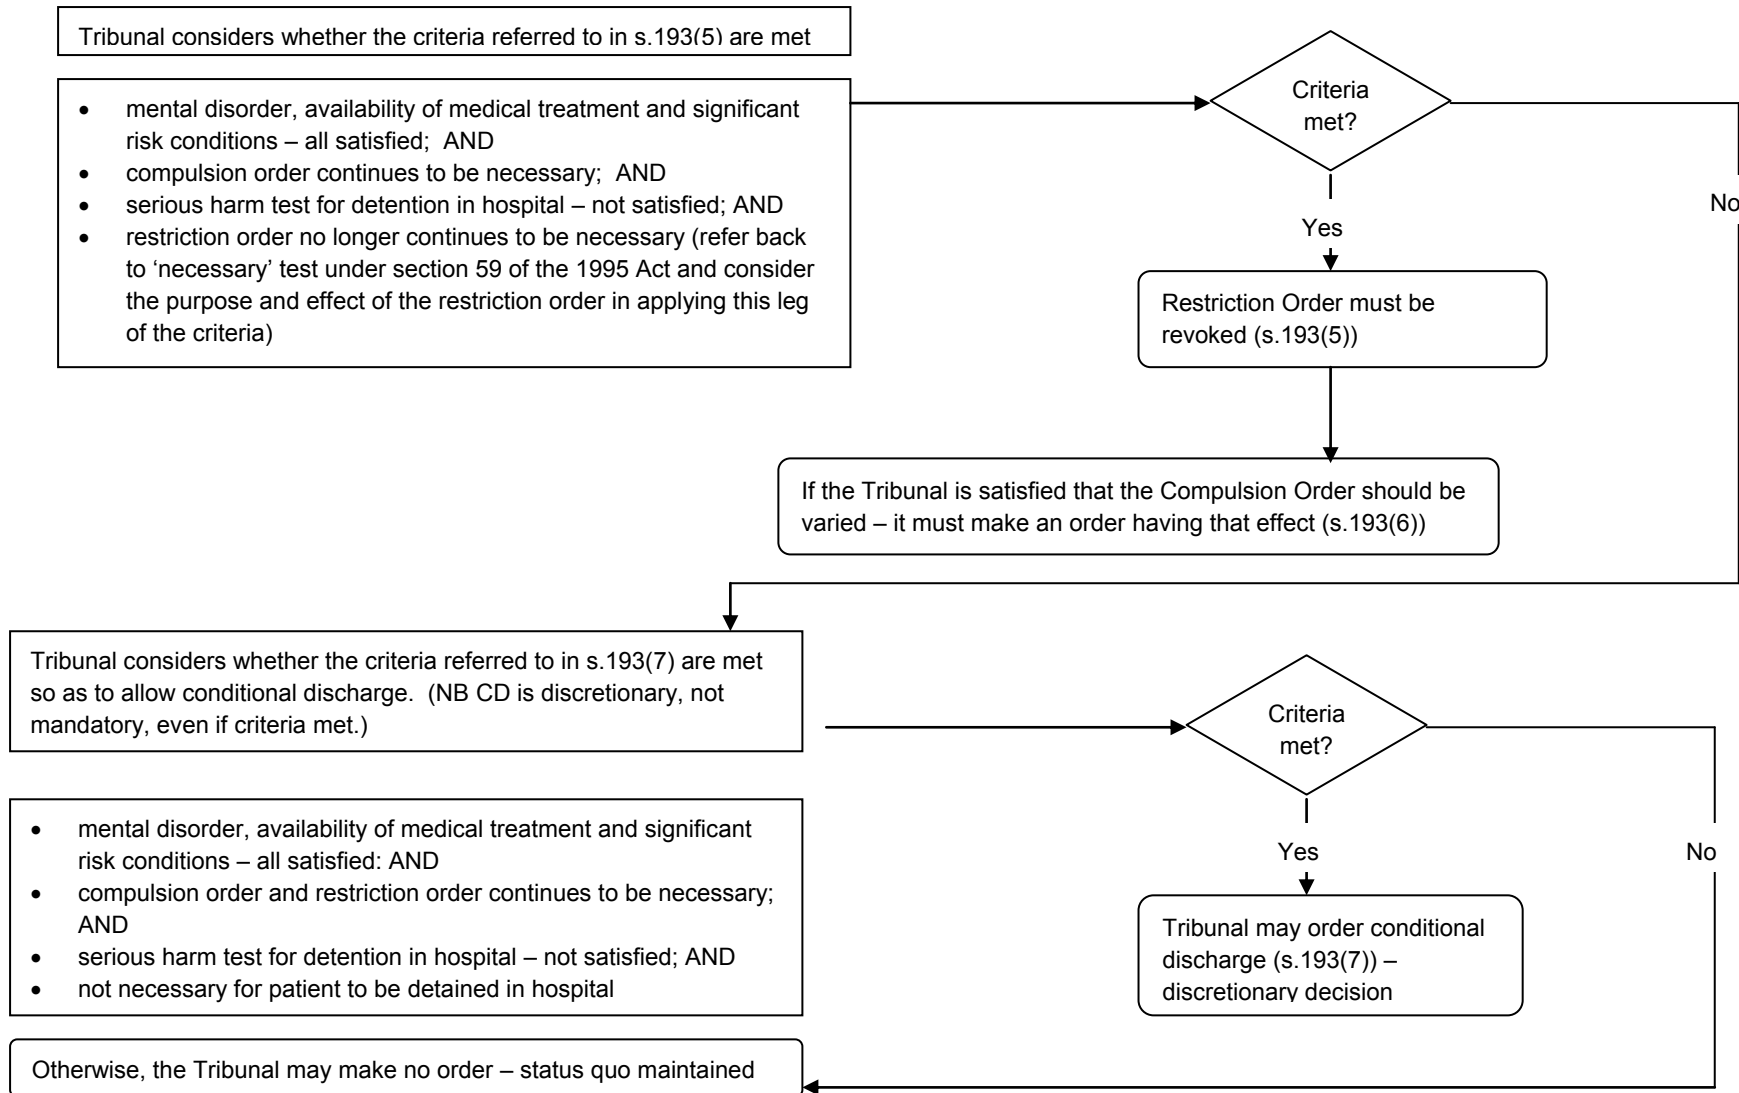 Tribunal considers whether the criteria referred to in s.193(5) are met
• mental disorder, availability of medical treatment and significant
risk conditions – all satisfied; AND
• compulsion order continues to be necessary; AND
• serious harm test for detention in hospital – not satisfied; AND
• restriction order no longer continues to be necessary (refer back
to ‘necessary’ test under section 59 of the 1995 Act and consider
the purpose and effect of the restriction order in applying this leg
of the criteria)
Criteria
met?
No
Yes
Restriction Order must be
revoked (s.193(5))
If the Tribunal is satisfied that the Compulsion Order should be
varied – it must make an order having that effect (s.193(6))
Tribunal considers whether the criteria referred to in s.193(7) are met
so as to allow conditional discharge. (NB CD is discretionary, not
mandatory, even if criteria met.)
Criteria
met?
• mental disorder, availability of medical treatment and significant
risk conditions – all satisfied: AND
• compulsion order and restriction order continues to be necessary;
AND
• serious harm test for detention in hospital – not satisfied; AND
• not necessary for patient to be detained in hospital
Yes
No
Tribunal may order conditional
discharge (s.193(7)) –
discretionary decision
Otherwise, the Tribunal may make no order – status quo maintained